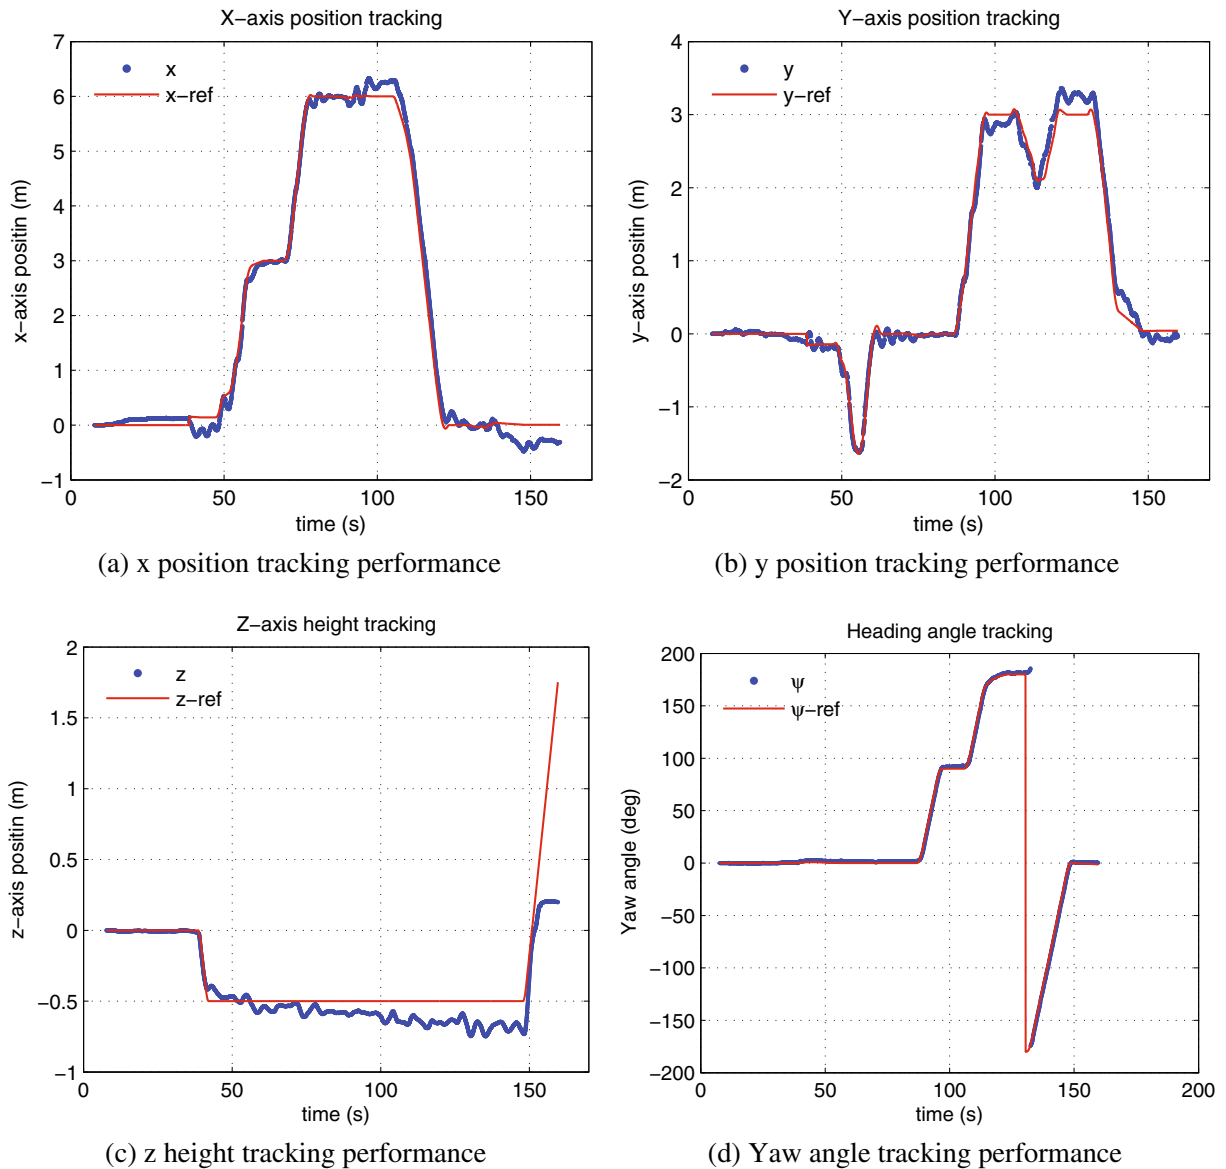 X−axis position tracking
7
6
5
4
3
2
1
0
−1
x
x−ref
x−axis positin (m)
0
50
100
150
time (s)
(a) x position tracking performance
Y−axis position tracking
4
3
2
1
0
−1
−2
y
y−ref
y−axis positin (m)
0
50
100
150
time (s)
(b) y position tracking performance
Z−axis height tracking
2
1.5
1
0.5
0
−0.5
−1
z
z−ref
z−axis positin (m)
0
50
100
150
time (s)
(c) z height tracking performance
Heading angle tracking
200
150
100
50
0
−50
−100
−150
−200
ψ
ψ−ref
Yaw angle (deg)
0
50
100
150
200
time (s)
(d) Yaw angle tracking performance